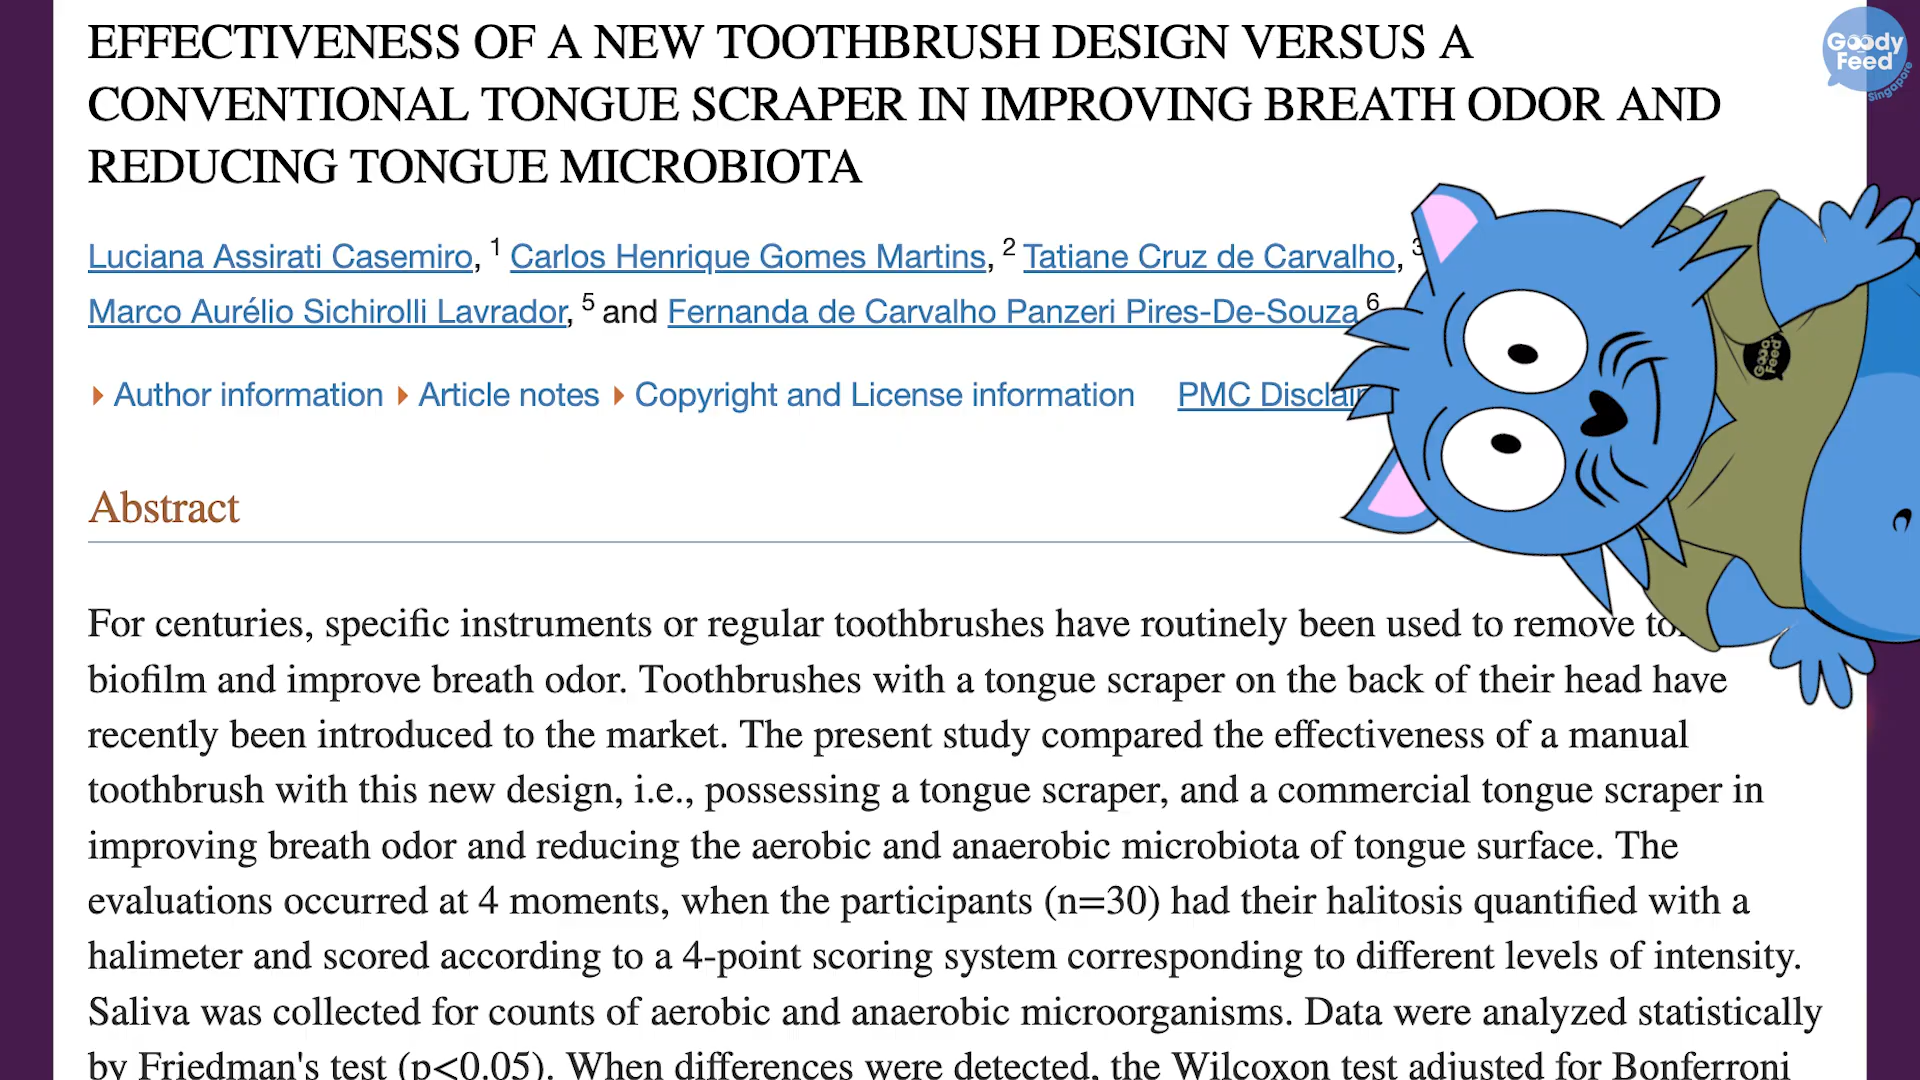 EFFECTIVENESS OF A NEW TOOTHBRUSH DESIGN VERSUS A
CONVENTIONAL TONGUE SCRAPER IN IMPROVING BREATH ODOR AND
REDUCING TONGUE MICROBIOTA
Goody
Feed
Singapore
Luciana Assirati Casemiro, 1 Carlos Henrique Gomes Martins, 2 Tatiane Cruz de Carvalho, 3
Marco Aurélio Sichirolli Lavrador, 5 and Fernanda de Carvalho Panzeri Pires-De-Souza 6
Goody
Feed
Author information Article notes Copyright and License information PMC
Abstract
For centuries, specific instruments or regular toothbrushes have routinely been used to remove
biofilm and improve breath odor. Toothbrushes with a tongue scraper on the back of their head have
recently been introduced to the market. The present study compared the effectiveness of a manual
toothbrush with this new design, i.e., possessing a tongue scraper, and a commercial tongue scraper in
improving breath odor and reducing the aerobic and anaerobic microbiota of tongue surface. The
evaluations occurred at 4 moments, when the participants (n=30) had their halitosis quantified with a
halimeter and scored according to a 4-point scoring system corresponding to different levels of intensity.
Saliva was collected for counts of aerobic and anaerobic microorganisms. Data were analyzed statistically
by Friedman's test (p<0.05). When differences were detected, the Wilcoxon test adjusted for Bonferroni